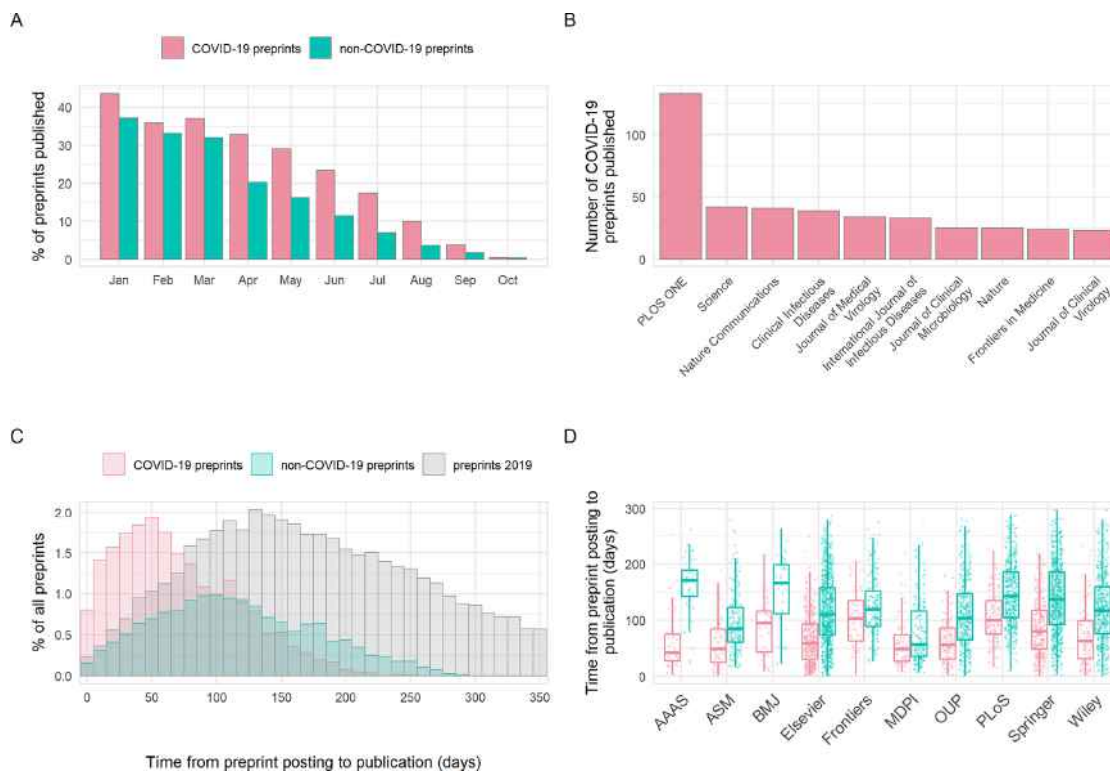 A
COVID-19 preprints
non-COVID-19 preprints
% of preprints published
40
30
20
10
0
Jan Feb Mar Apr May Jun Jul Aug Sep Oct
B
Number of COVID-19
preprints published
100
50
0
PLOS ONE
Science
Nature Communications
Clinical Infectious
Diseases
Journal of Medical
Virology
International Journal of
Infectious Diseases
Journal of Clinical
Microbiology
Nature
Frontiers in Medicine
Journal of Clinical
Virology
C
COVID-19 preprints
non-COVID-19 preprints
preprints 2019
% of all preprints
2.0
1.5
1.0
0.5
0.0
0 50 100 150 200 250 300 350
Time from preprint posting to publication (days)
D
Time from preprint posting to
publication (days)
300
200
100
0
AAAS
ASM
BMJ
Elsevier
Frontiers
MDPI
OUP
PLoS
Springer
Wiley